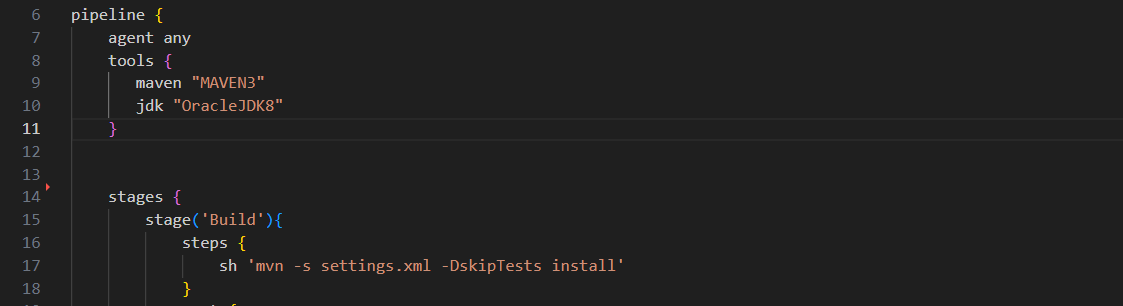 6 pipeline {
7 agent any
8 tools {
9 maven "MAVEN3"
10 jdk "OracleJDK8"
11 }
12
13
14 stages {
15 stage('Build'){
16 steps {
17 sh 'mvn -s settings.xml -DskipTests install'
18 }